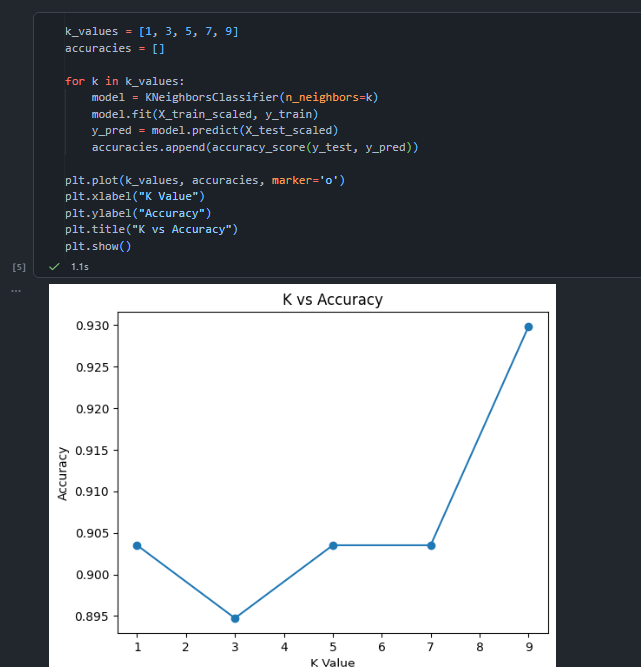 k_values = [1, 3, 5, 7, 9]
accuracies = []
for k in k_values:
    model = KNeighborsClassifier(n_neighbors=k)
    model.fit(X_train_scaled, y_train)
    y_pred = model.predict(X_test_scaled)
    accuracies.append(accuracy_score(y_test, y_pred))
plt.plot(k_values, accuracies, marker='o')
plt.xlabel("K Value")
plt.ylabel("Accuracy")
plt.title("K vs Accuracy")
plt.show()
[5] 1.1s
...
K vs Accuracy
0.930
0.925
0.920
0.915
0.910
0.905
0.900
0.895
Accuracy
1 2 3 4 5 6 7 8 9
K Value